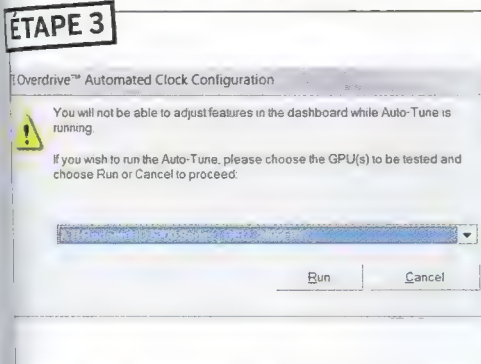 ÉTAPE 3
Overdrive™ Automated Clock Configuration
You will not be able to adjust features in the dashboard while Auto-Tune is
running.
If you wish to run the Auto-Tune, please choose the GPU(s) to be tested and
choose Run or Cancel to proceed:
Run Cancel